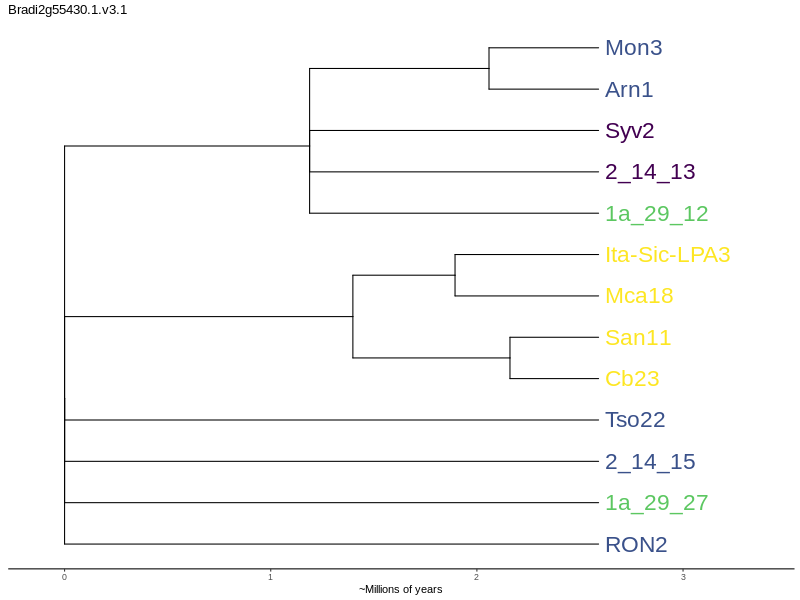 Bradi2g55430.1.v3.1
Mon3
Arn1
Syv2
2_14_13
1a_29_12
Ita-Sic-LPA3
Mca18
San11
Cb23
Tso22
2_14_15
1a_29_27
RON2
0 1 2 3
~Millions of years